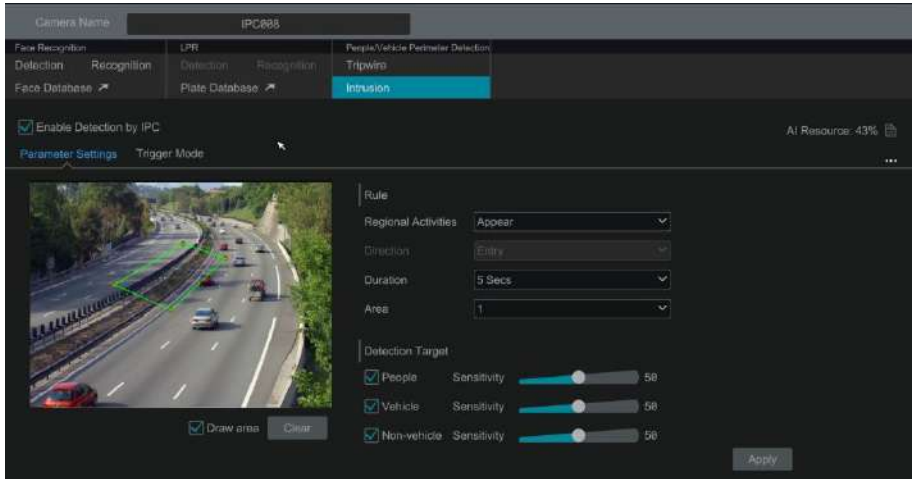 Camera Name IPC008
Face Recognition LPR People/Vehicle Perimeter Detection
Detection Recognition Detection Recognition Tripwire
Face Database Plate Database Intrusion
Enable Detection by IPC AI Resource: 43%
Parameter Settings Trigger Mode ...
Rule
Regional Activities Appear
Direction Entry
Duration 5 Secs
Area 1
Detection Target
People Sensitivity 50
Vehicle Sensitivity 50
Draw area Clear
Non-vehicle Sensitivity 50
Apply